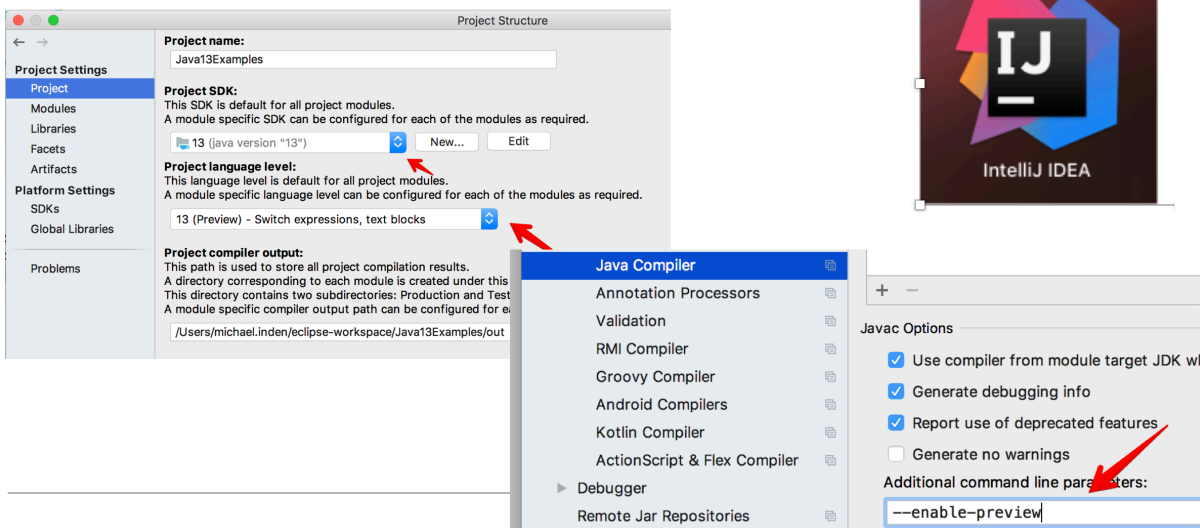 Project Structure
Project Settings
Project
Modules
Libraries
Facets
Artifacts
Platform Settings
SDKs
Global Libraries
Problems
Project name:
Java13Examples
Project SDK:
This SDK is default for all project modules.
A module specific SDK can be configured for each of the modules as required.
13 (java version "13")
New...
Edit
Project language level:
This language level is default for all project modules.
A module specific language level can be configured for each of the modules as required.
13 (Preview) - Switch expressions, text blocks
Project compiler output:
This path is used to store all project compilation results.
A directory corresponding to each module is created under this
This directory contains two subdirectories: Production and Test
A module specific compiler output path can be configured for
/Users/michael.inden/eclipse-workspace/Java13Examples/out
IJ
IntelliJ IDEA
Java Compiler
Annotation Processors
Validation
RMI Compiler
Groovy Compiler
Android Compilers
Kotlin Compiler
ActionScript & Flex Compiler
Debugger
Remote Jar Repositories
Javac Options
Use compiler from module target JDK
Generate debugging info
Report use of deprecated features
Generate no warnings
Additional command line parameters:
--enable-preview